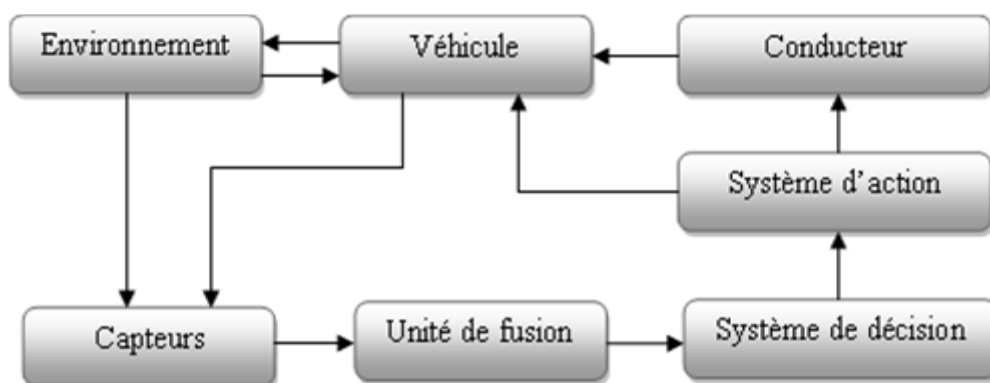 Environnement
Véhicule
Conducteur
Système d'action
Capteurs
Unité de fusion
Système de décision